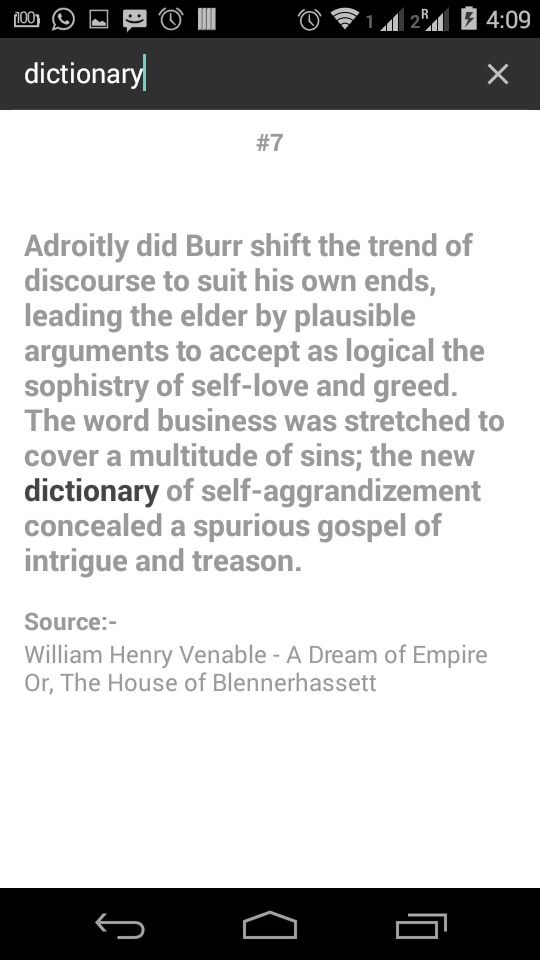 100
1
2 R
4:09
dictionary
#7
Adroitly did Burr shift the trend of
discourse to suit his own ends,
leading the elder by plausible
arguments to accept as logical the
sophistry of self-love and greed.
The word business was stretched to
cover a multitude of sins; the new
dictionary of self-aggrandizement
concealed a spurious gospel of
intrigue and treason.
Source:-
William Henry Venable - A Dream of Empire
Or, The House of Blennerhassett